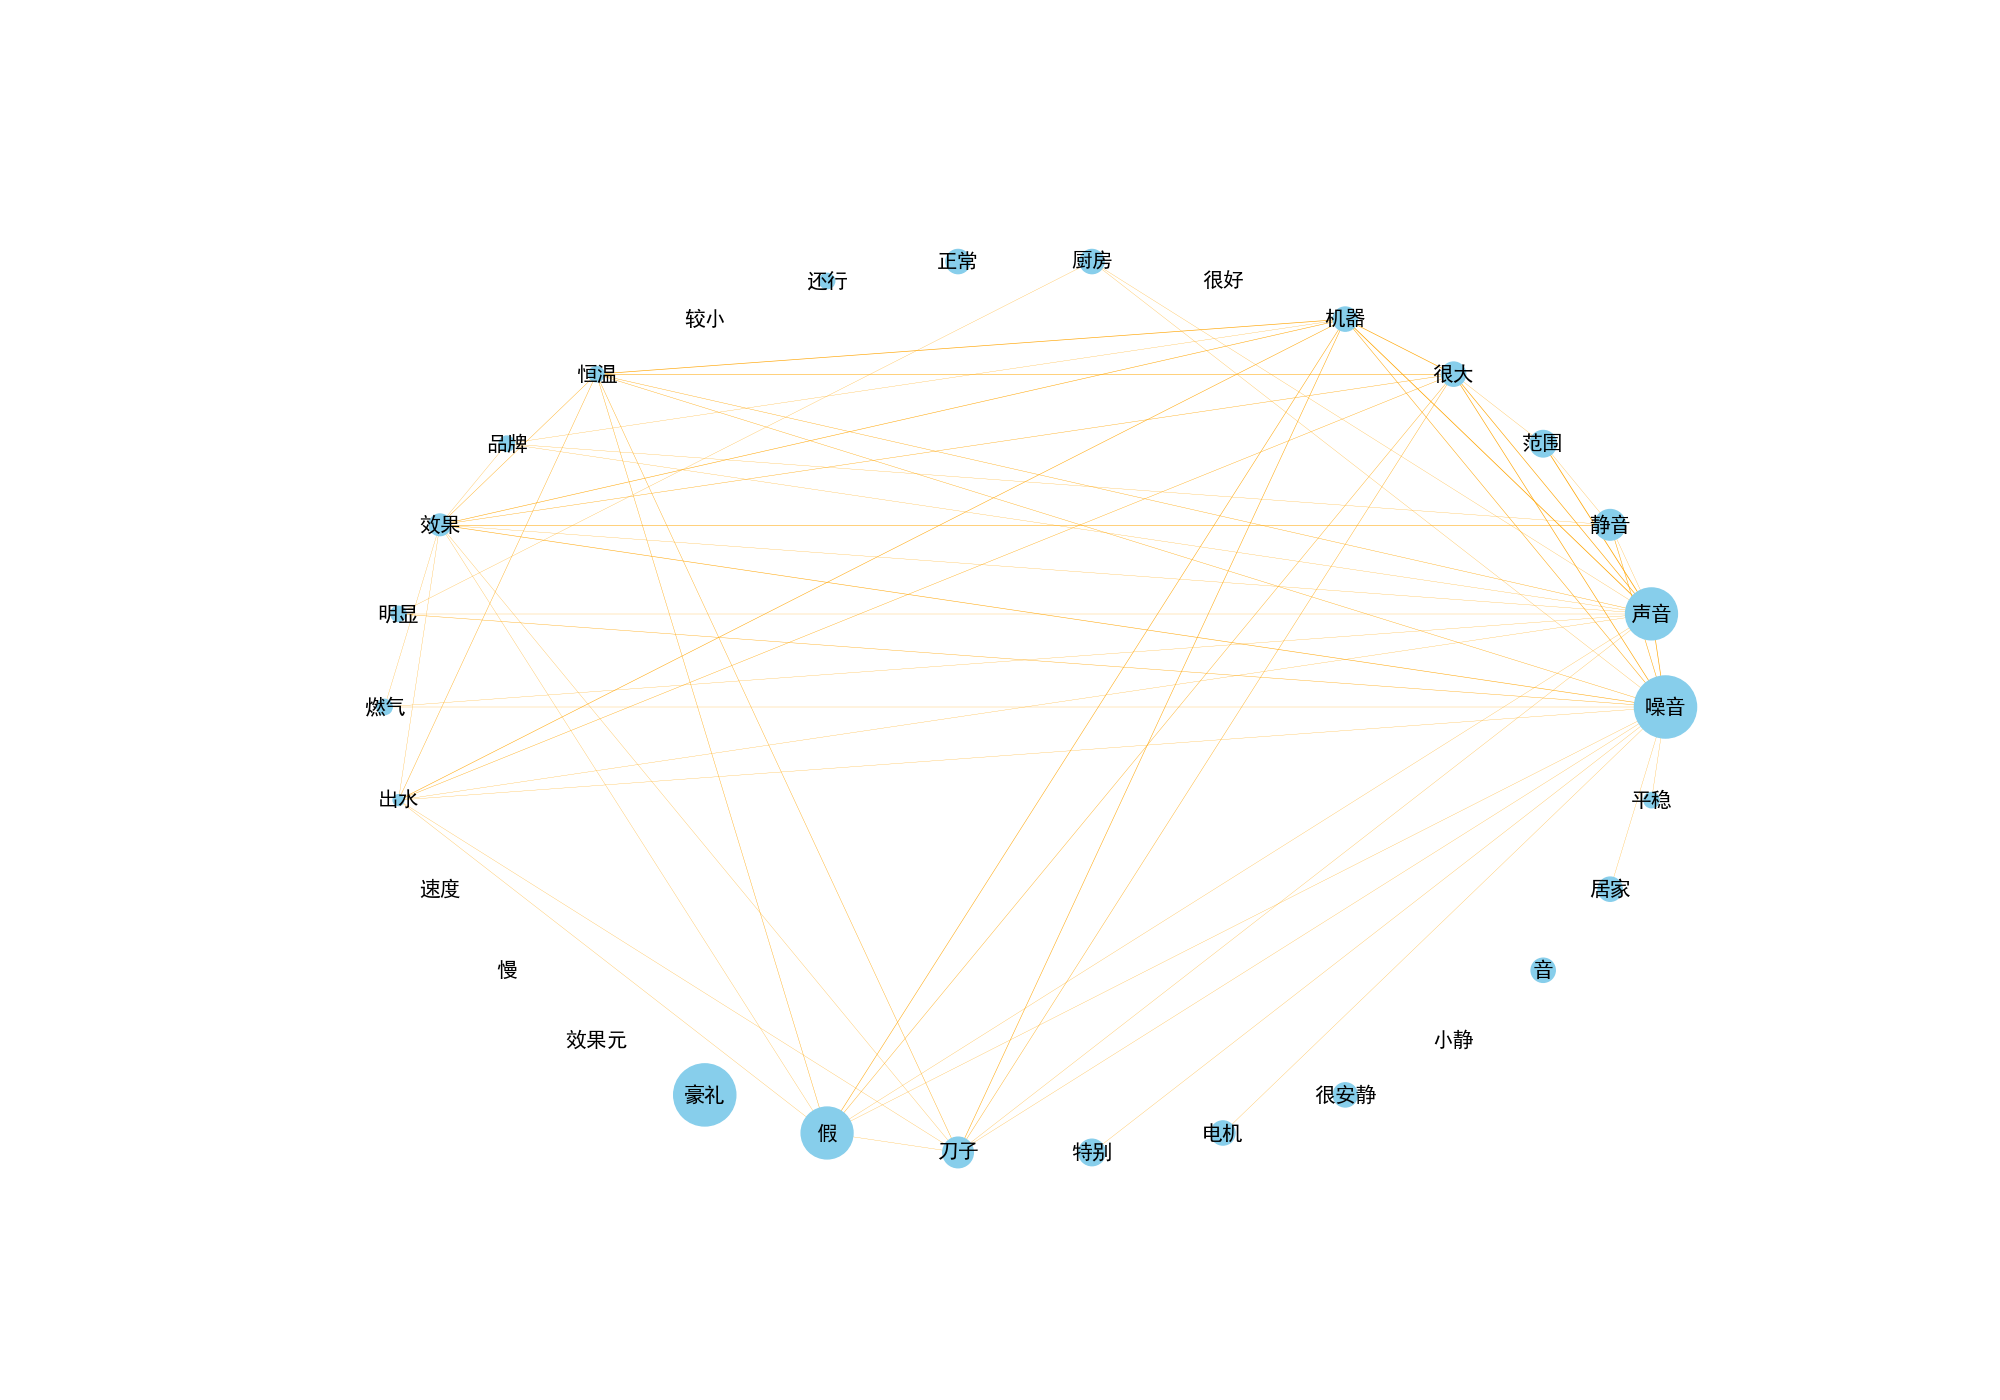 正常
厨房
还行
很好
较小
机器
恒温
很大
品牌
范围
效果
静音
明显
声音
燃气
噪音
出水
平稳
速度
居家
慢
音
效果元
小静
豪礼
很安静
假
电机
刀子
特别